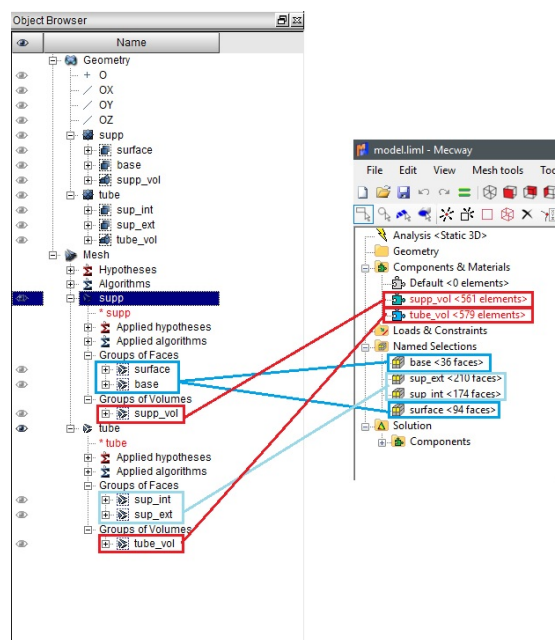 Object Browser
Name
Geometry
O
OX
OY
OZ
supp
surface
base
supp_vol
tube
sup_int
sup_ext
tube_vol
Mesh
Hypotheses
Algorithms
supp
* supp
Applied hypotheses
Applied algorithms
Groups of Faces
surface
base
Groups of Volumes
supp_vol
tube
* tube
Applied hypotheses
Applied algorithms
Groups of Faces
sup_int
sup_ext
Groups of Volumes
tube_vol
model.liml - Mecway
File Edit View Mesh tools Too
Analysis <Static 3D>
Geometry
Components & Materials
Default <0 elements>
supp_vol <561 elements>
tube_vol <579 elements>
Loads & Constraints
Named Selections
base <36 faces>
sup_ext <210 faces>
sup_int <174 faces>
surface <94 faces>
Solution
Components